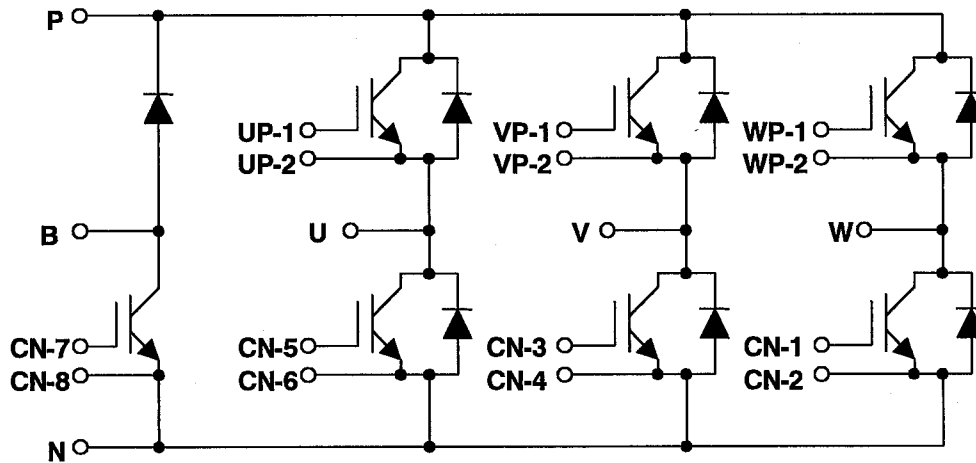 P
UP-1 VP-1 WP-1
UP-2 VP-2 WP-2
B U V W
CN-7 CN-5 CN-3 CN-1
CN-8 CN-6 CN-4 CN-2
N